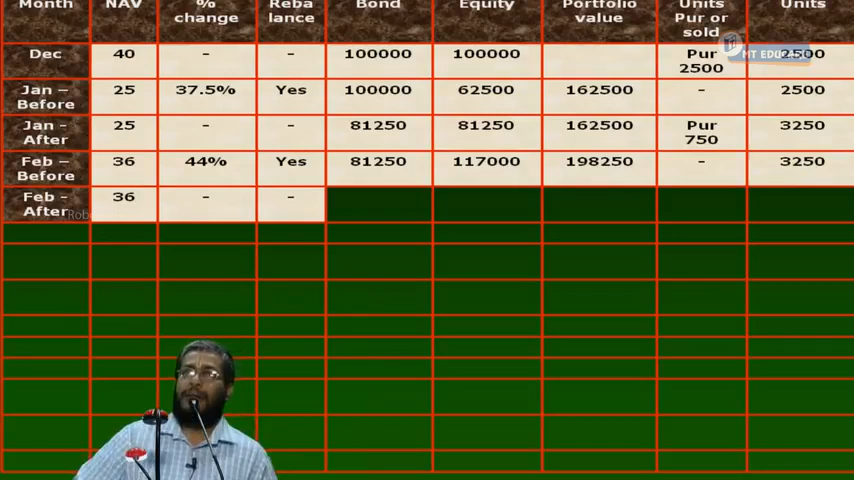 Month NAV % change Reba lance Bond Equity Portfolio value Units Pur or sold Units
Dec 40 - - 100000 100000 Pur 2500 2500
Jan – Before 25 37.5% Yes 100000 62500 162500 - 2500
Jan - After 25 - - 81250 81250 162500 Pur 750 3250
Feb – Before 36 44% Yes 81250 117000 198250 - 3250
Feb - After 36 - -
MT EDUCARE